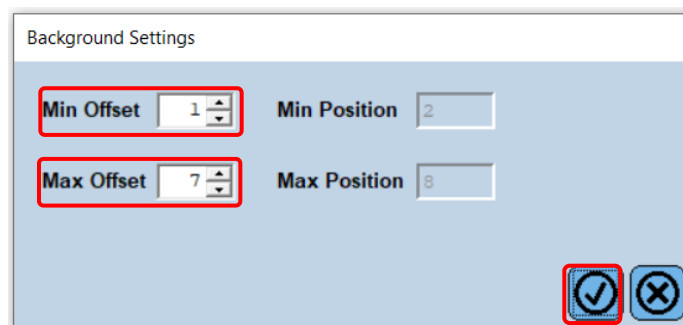 Background Settings
Min Offset 1 Min Position 2
Max Offset 7 Max Position 8